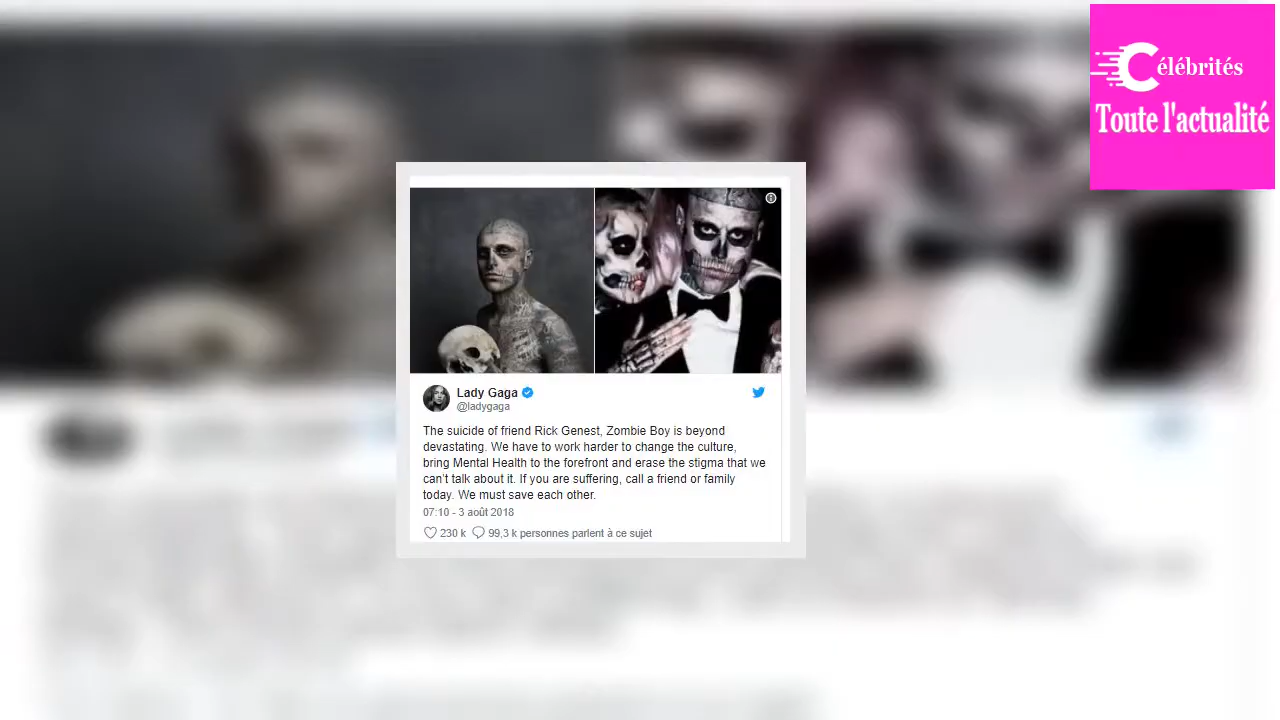 Célébrités
Toute l'actualité
Lady Gaga
@ladygaga
The suicide of friend Rick Genest, Zombie Boy is beyond
devastating. We have to work harder to change the culture,
bring Mental Health to the forefront and erase the stigma that we
can't talk about it. If you are suffering, call a friend or family
today. We must save each other.
07:10 - 3 août 2018
230 k 99,3 k personnes parlent à ce sujet